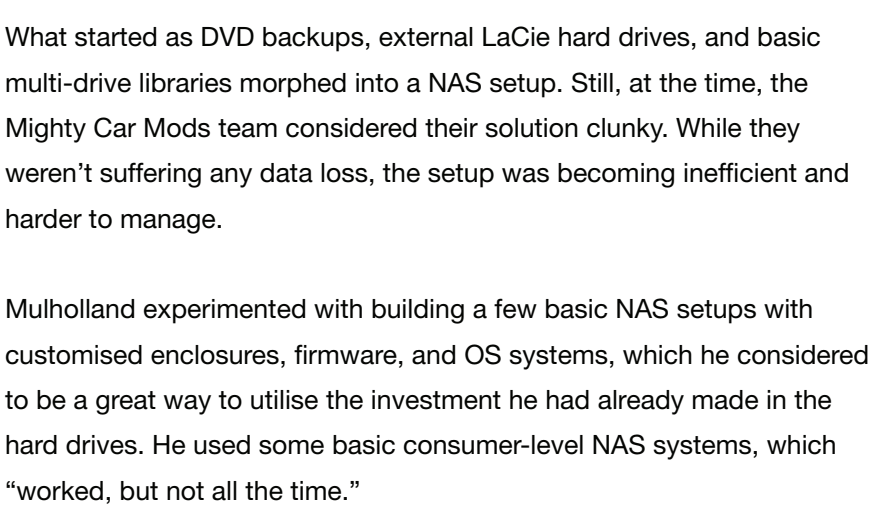 What started as DVD backups, external LaCie hard drives, and basic
multi-drive libraries morphed into a NAS setup. Still, at the time, the
Mighty Car Mods team considered their solution clunky. While they
weren’t suffering any data loss, the setup was becoming inefficient and
harder to manage.
Mulholland experimented with building a few basic NAS setups with
customised enclosures, firmware, and OS systems, which he considered
to be a great way to utilise the investment he had already made in the
hard drives. He used some basic consumer-level NAS systems, which
“worked, but not all the time.”